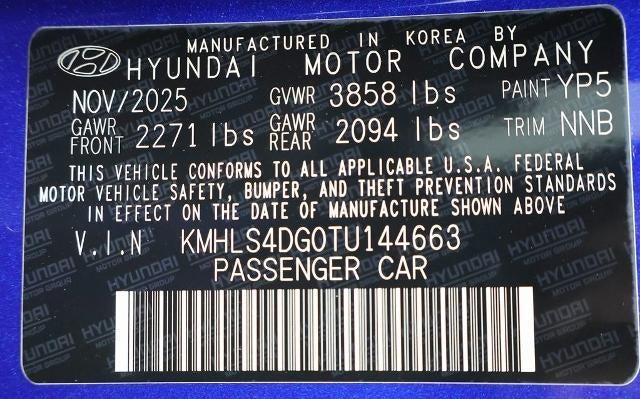 MANUFACTURED IN KOREA BY
HYUNDAI MOTOR COMPANY
NOV/2025 GVWR 3858 lbs PAINT YP5
GAWR FRONT 2271 lbs GAWR REAR 2094 lbs TRIM NNB
THIS VEHICLE CONFORMS TO ALL APPLICABLE U.S.A. FEDERAL
MOTOR VEHICLE SAFETY, BUMPER, AND THEFT PREVENTION STANDARDS
IN EFFECT ON THE DATE OF MANUFACTURE SHOWN ABOVE
V.I.N KMHLS4DG0TU144663
PASSENGER CAR